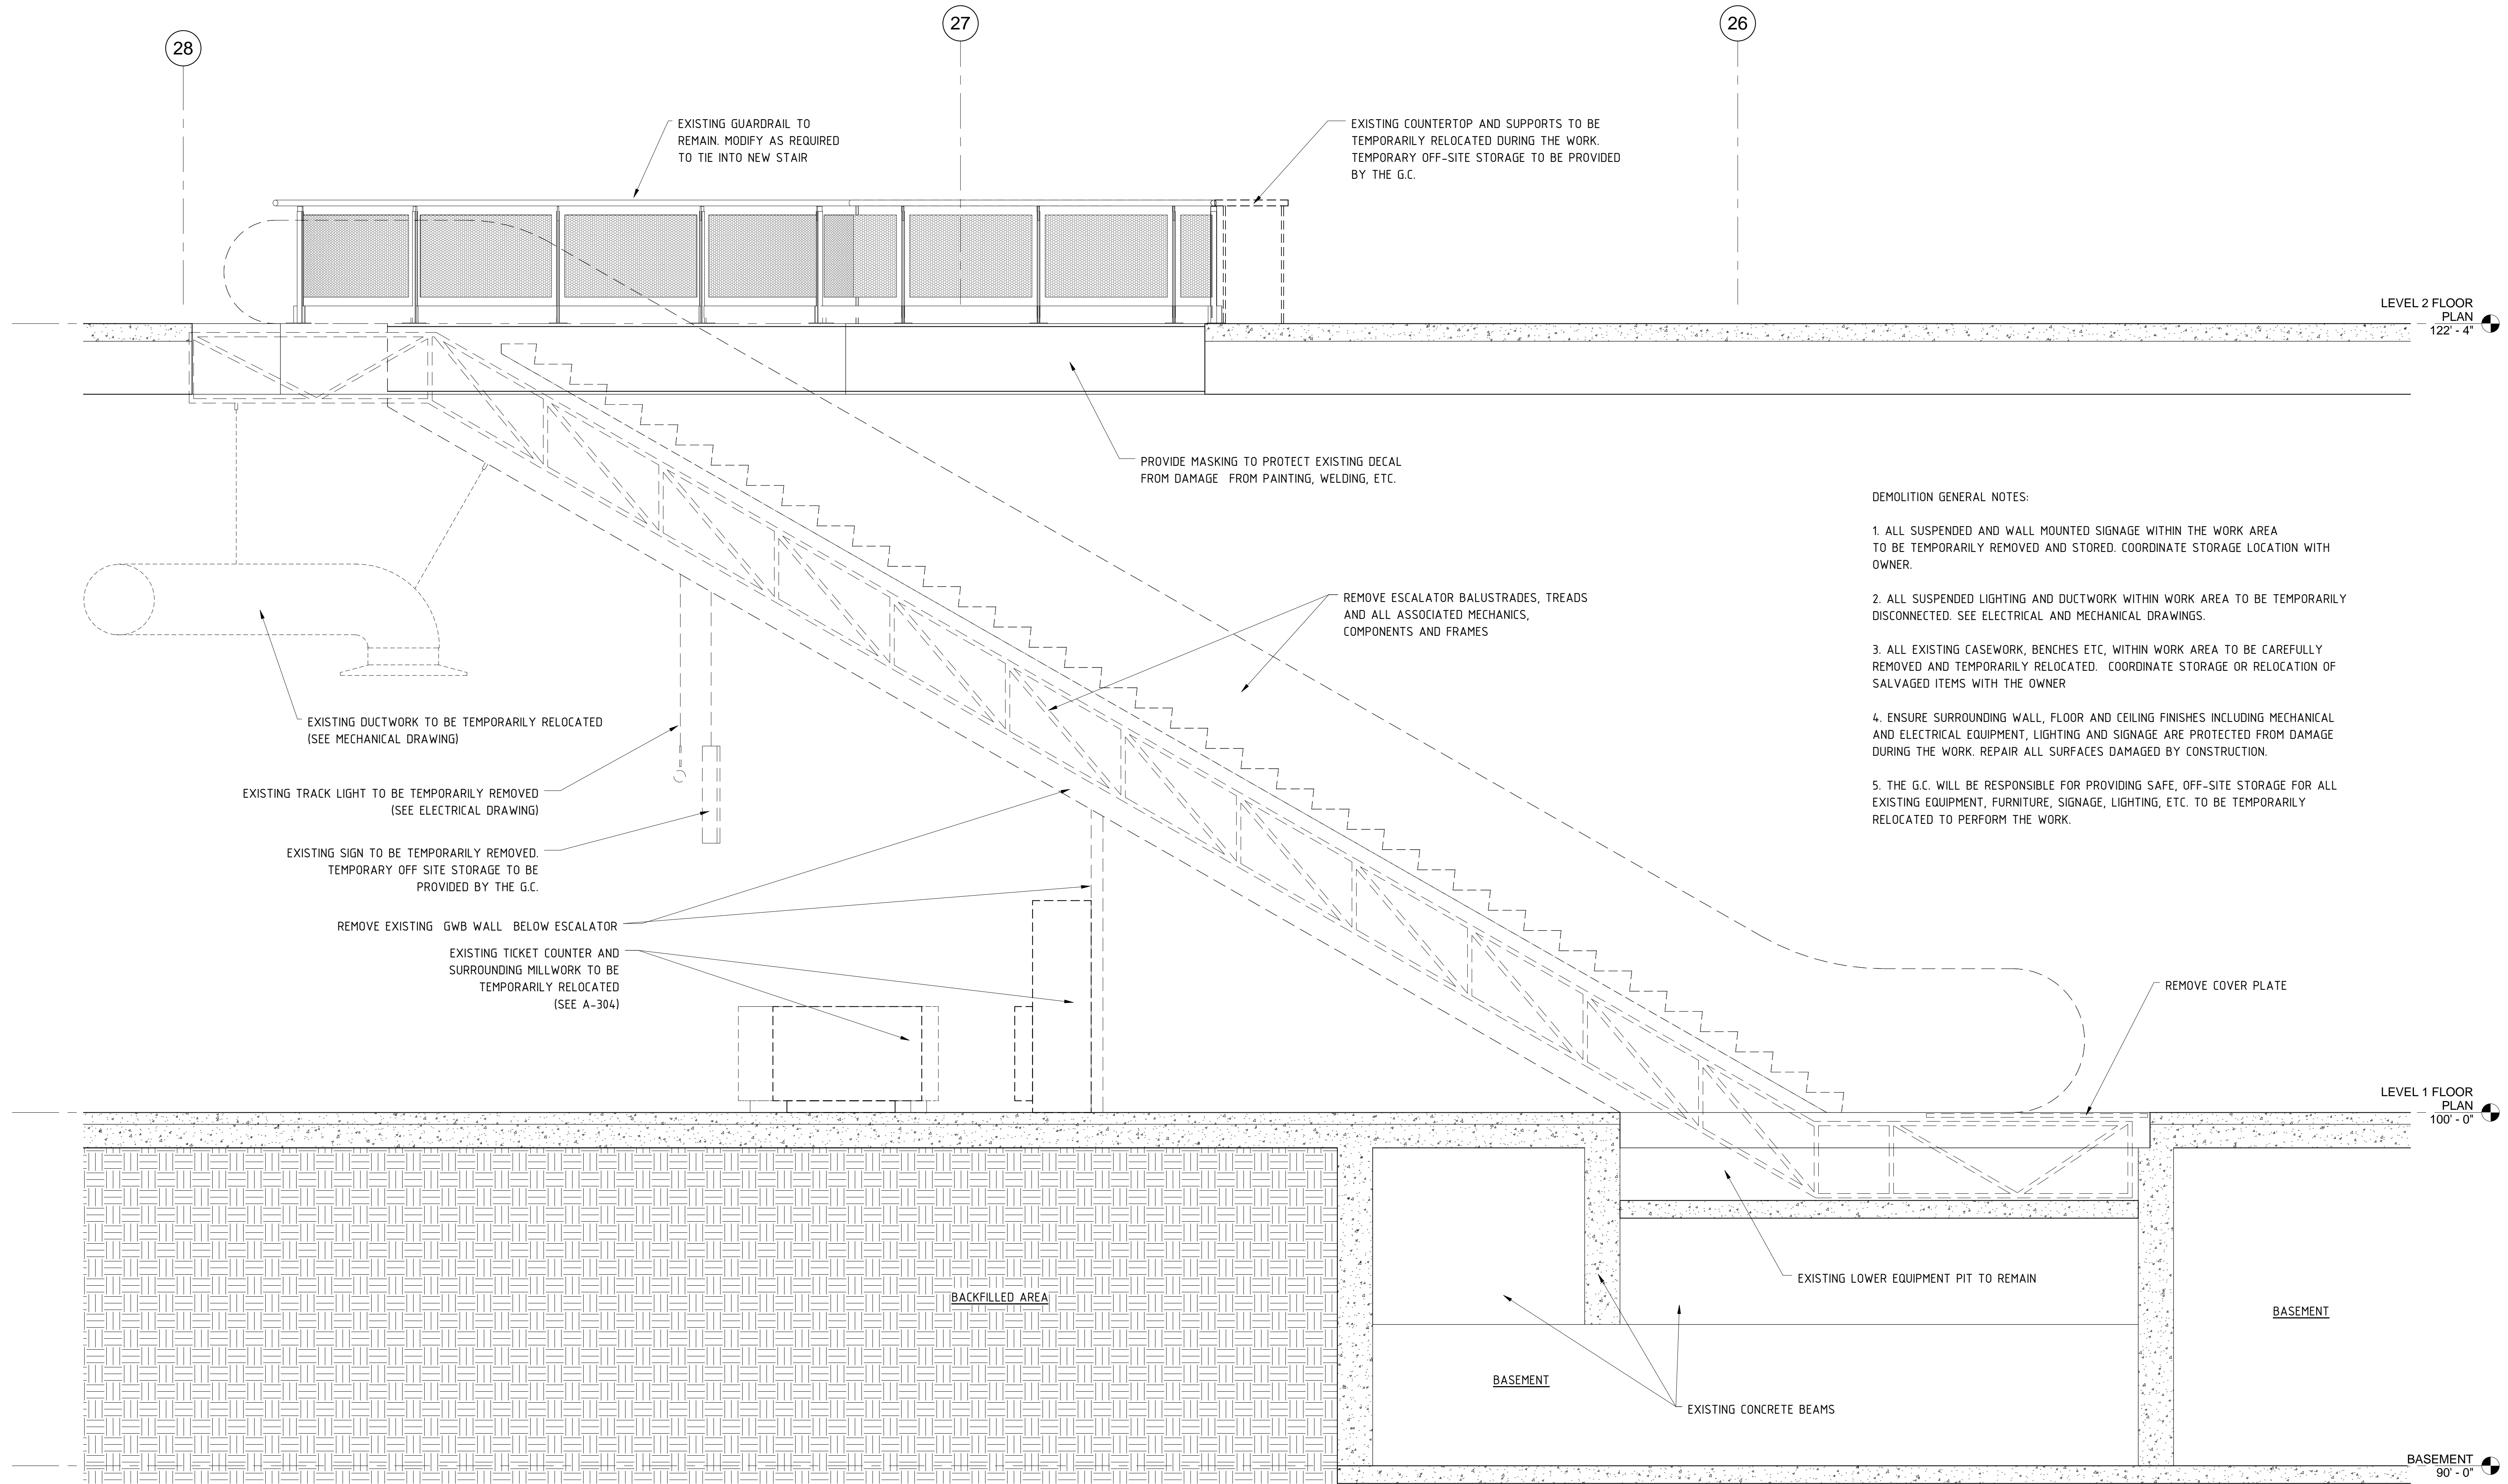 28
27
26
EXISTING GUARDRAIL TO
REMAIN. MODIFY AS REQUIRED
TO TIE INTO NEW STAIR
EXISTING COUNTERTOP AND SUPPORTS TO BE
TEMPORARILY RELOCATED DURING THE WORK.
TEMPORARY OFF-SITE STORAGE TO BE PROVIDED
BY THE G.C.
LEVEL 2 FLOOR
PLAN
122' - 4"
PROVIDE MASKING TO PROTECT EXISTING DECAL
FROM DAMAGE FROM PAINTING, WELDING, ETC.
DEMOLITION GENERAL NOTES:
1. ALL SUSPENDED AND WALL MOUNTED SIGNAGE WITHIN THE WORK AREA
TO BE TEMPORARILY REMOVED AND STORED. COORDINATE STORAGE LOCATION WITH
OWNER.
2. ALL SUSPENDED LIGHTING AND DUCTWORK WITHIN WORK AREA TO BE TEMPORARILY
DISCONNECTED. SEE ELECTRICAL AND MECHANICAL DRAWINGS.
3. ALL EXISTING CASEWORK, BENCHES ETC, WITHIN WORK AREA TO BE CAREFULLY
REMOVED AND TEMPORARILY RELOCATED. COORDINATE STORAGE OR RELOCATION OF
SALVAGED ITEMS WITH THE OWNER
4. ENSURE SURROUNDING WALL, FLOOR AND CEILING FINISHES INCLUDING MECHANICAL
AND ELECTRICAL EQUIPMENT, LIGHTING AND SIGNAGE ARE PROTECTED FROM DAMAGE
DURING THE WORK. REPAIR ALL SURFACES DAMAGED BY CONSTRUCTION.
5. THE G.C. WILL BE RESPONSIBLE FOR PROVIDING SAFE, OFF-SITE STORAGE FOR ALL
EXISTING EQUIPMENT, FURNITURE, SIGNAGE, LIGHTING, ETC. TO BE TEMPORARILY
RELOCATED TO PERFORM THE WORK.
REMOVE ESCALATOR BALUSTRADES, TREADS
AND ALL ASSOCIATED MECHANICS,
COMPONENTS AND FRAMES
EXISTING DUCTWORK TO BE TEMPORARILY RELOCATED
(SEE MECHANICAL DRAWING)
EXISTING TRACK LIGHT TO BE TEMPORARILY REMOVED
(SEE ELECTRICAL DRAWING)
EXISTING SIGN TO BE TEMPORARILY REMOVED.
TEMPORARY OFF SITE STORAGE TO BE
PROVIDED BY THE G.C.
REMOVE EXISTING GWB WALL BELOW ESCALATOR
EXISTING TICKET COUNTER AND
SURROUNDING MILLWORK TO BE
TEMPORARILY RELOCATED
(SEE A-304)
REMOVE COVER PLATE
LEVEL 1 FLOOR
PLAN
100' - 0"
EXISTING LOWER EQUIPMENT PIT TO REMAIN
BACKFILLED AREA
BASEMENT
BASEMENT
EXISTING CONCRETE BEAMS
BASEMENT
90' - 0"